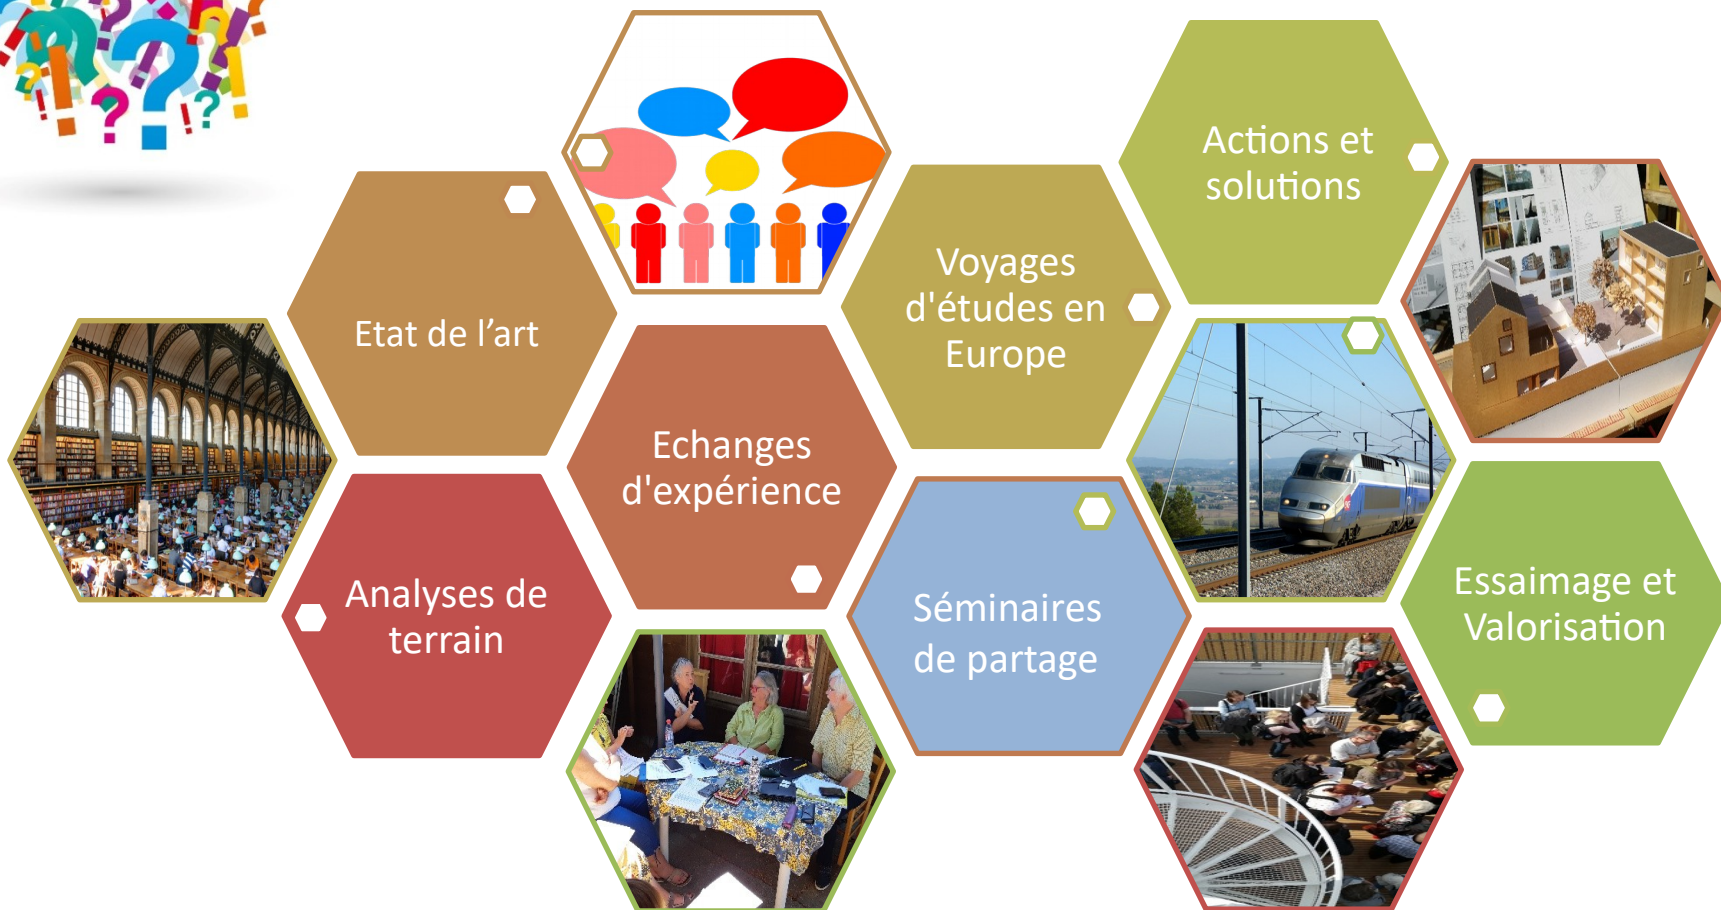 Etat de l’art
Analyses de
terrain
Echanges
d'expérience
Voyages
d'études en
Europe
Séminaires
de partage
Actions et
solutions
Essaimage et
Valorisation